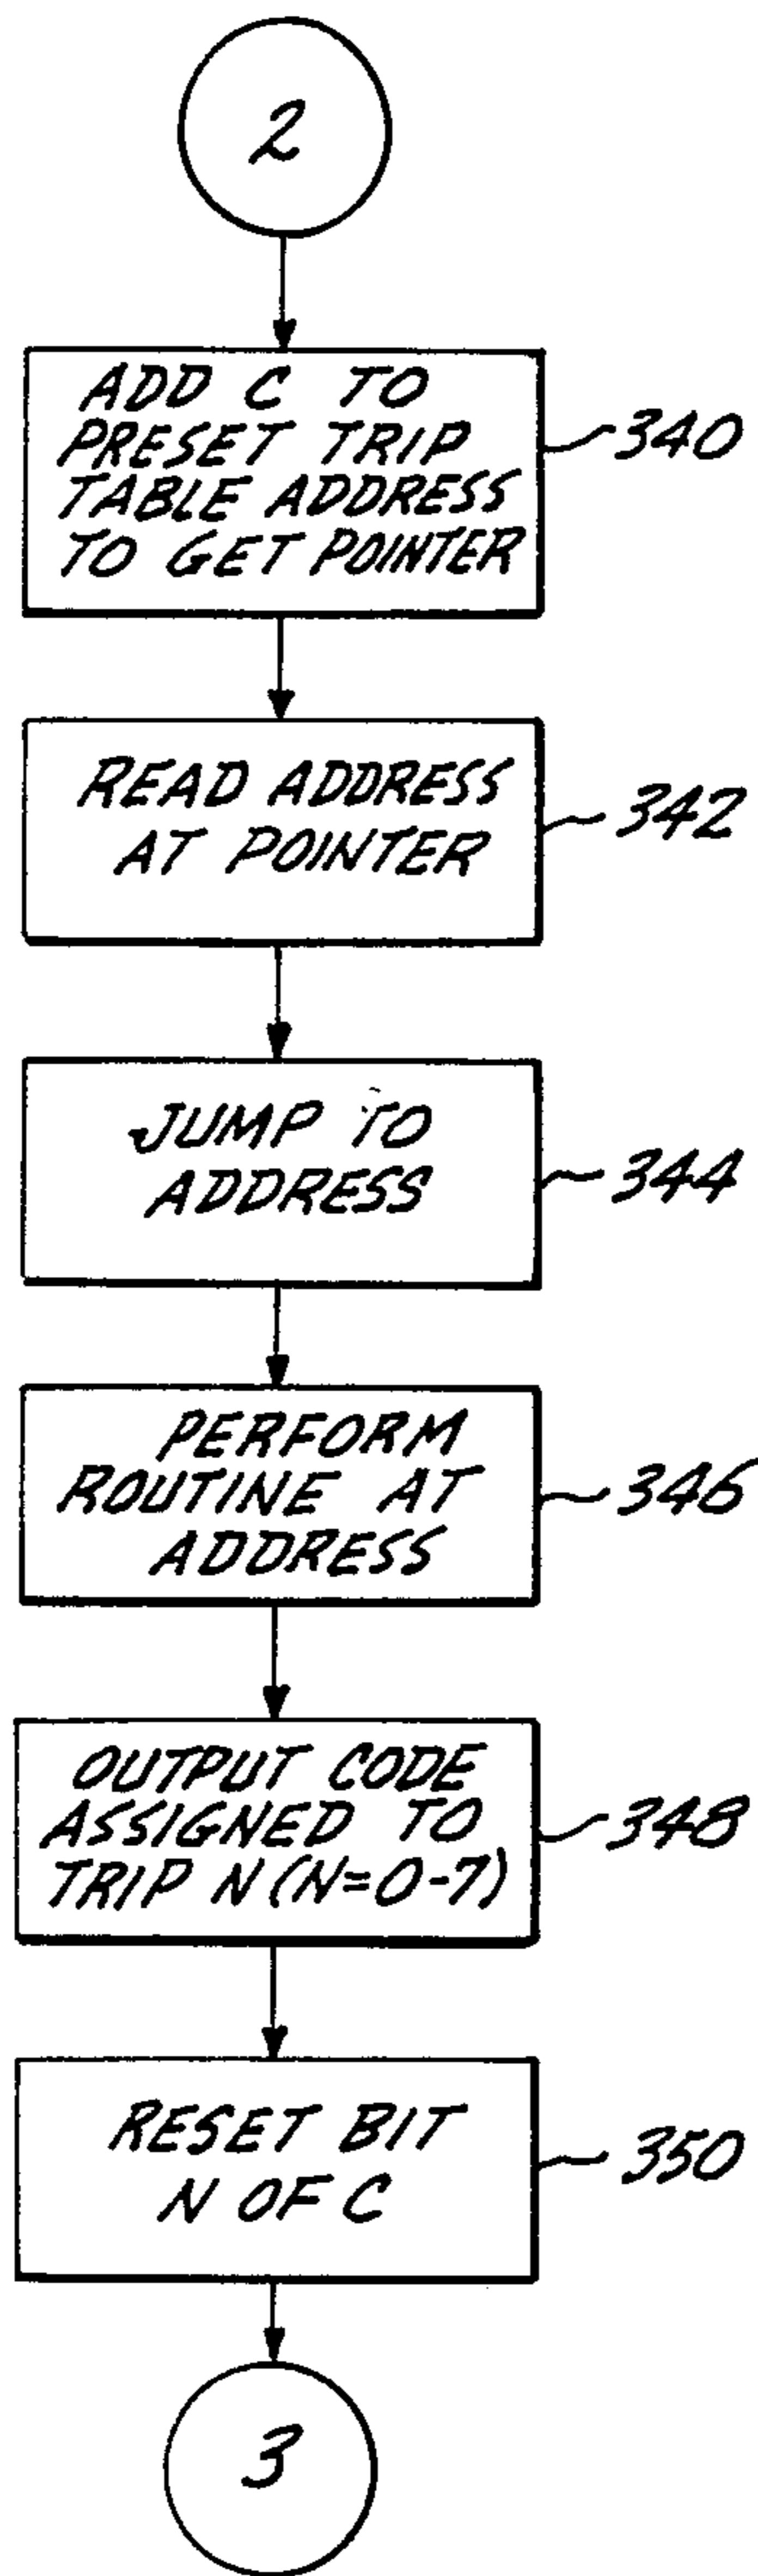 2
ADD C TO
PRESET TRIP
TABLE ADDRESS
TO GET POINTER
340
READ ADDRESS
AT POINTER
342
JUMP TO
ADDRESS
344
PERFORM
ROUTINE AT
ADDRESS
346
OUTPUT CODE
ASSIGNED TO
TRIP N (N=0-7)
348
RESET BIT
N OF C
350
3